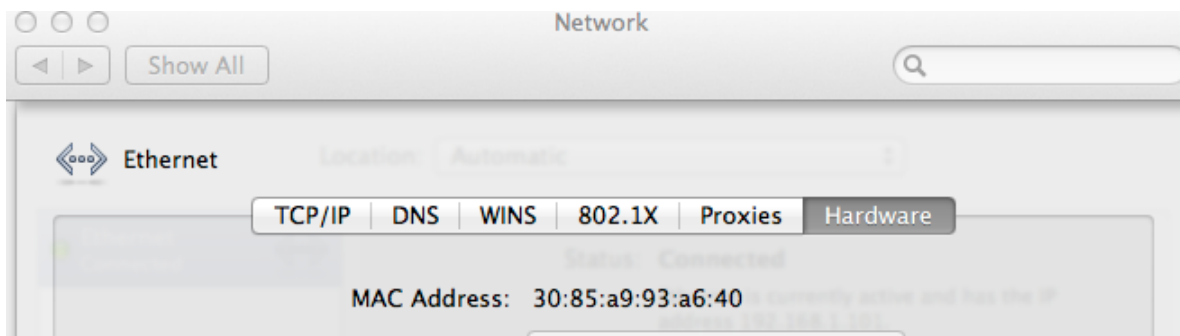 Network
Show All
Ethernet
Location: Automatic
TCP/IP DNS WINS 802.1X Proxies Hardware
Status: Connected
MAC Address: 30:85:a9:93:a6:40
is currently active and has the IP
address 192.168.1.101.